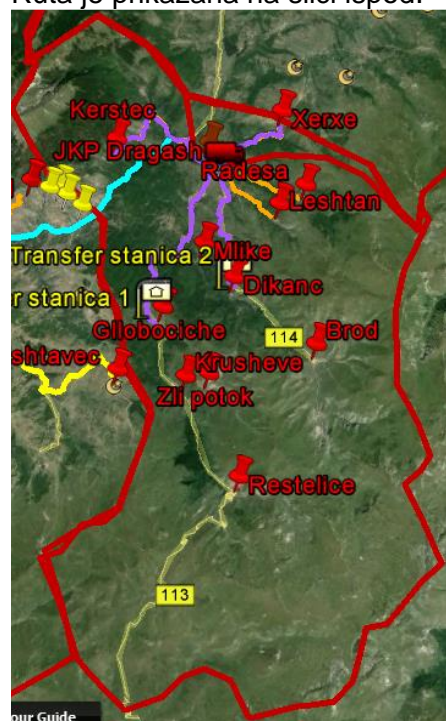 Ruta je prikazana na slici ispod:
Kerstec
Xerxe
JKP Dragash
Radesa
Leshtan
Transfer stanica 2
Mlike
Dikanc
r stanica 1
Gllobociche
114
Brod
shtavec
Krusheve
Zli potok
Restelice
113
our Guide